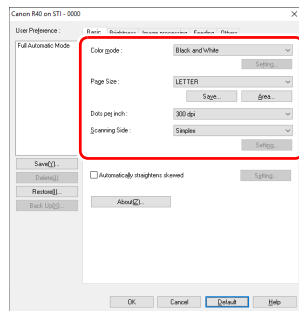 Canon R40 on STI - 0000
User Preference :
Full Automatic Mode
Save(Y)...
Delete(J)
Restore(I)...
Back Up(H)...
Basic Brightness Image processing Feeding Others
Color mode : Black and White
Setting...
Page Size : LETTER
Save... Area...
Dots per inch : 300 dpi
Scanning Side : Simplex
Setting...
Automatically straightens skewed Setting...
About(Z)...
OK Cancel Default Help